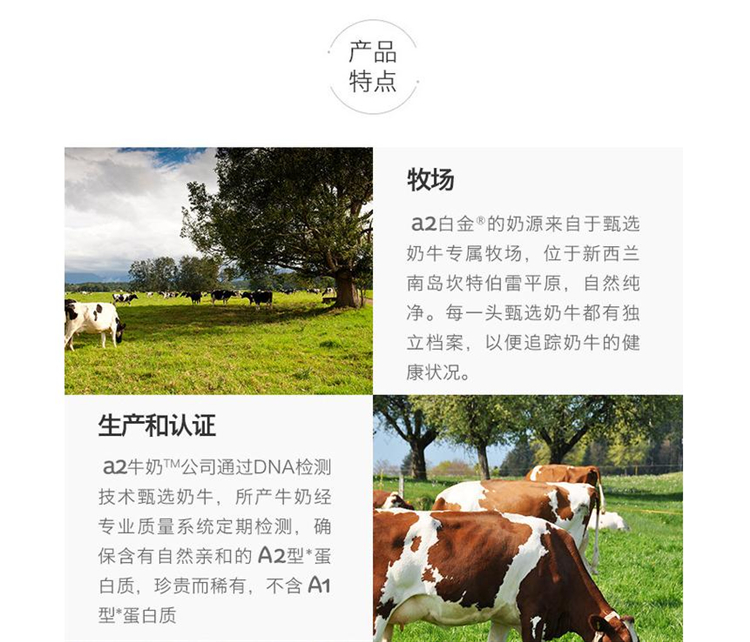 产品
特点
牧场
a2白金®的奶源来自于甄选
奶牛专属牧场，位于新西兰
南岛坎特伯雷平原，自然纯
净。每一头甄选奶牛都有独
立档案，以便追踪奶牛的健
康状况。
生产和认证
a2牛奶™公司通过DNA检测
技术甄选奶牛，所产牛奶经
专业质量系统定期检测，确
保含有自然亲和的A2型*蛋
白质，珍贵而稀有，不含A1
型*蛋白质